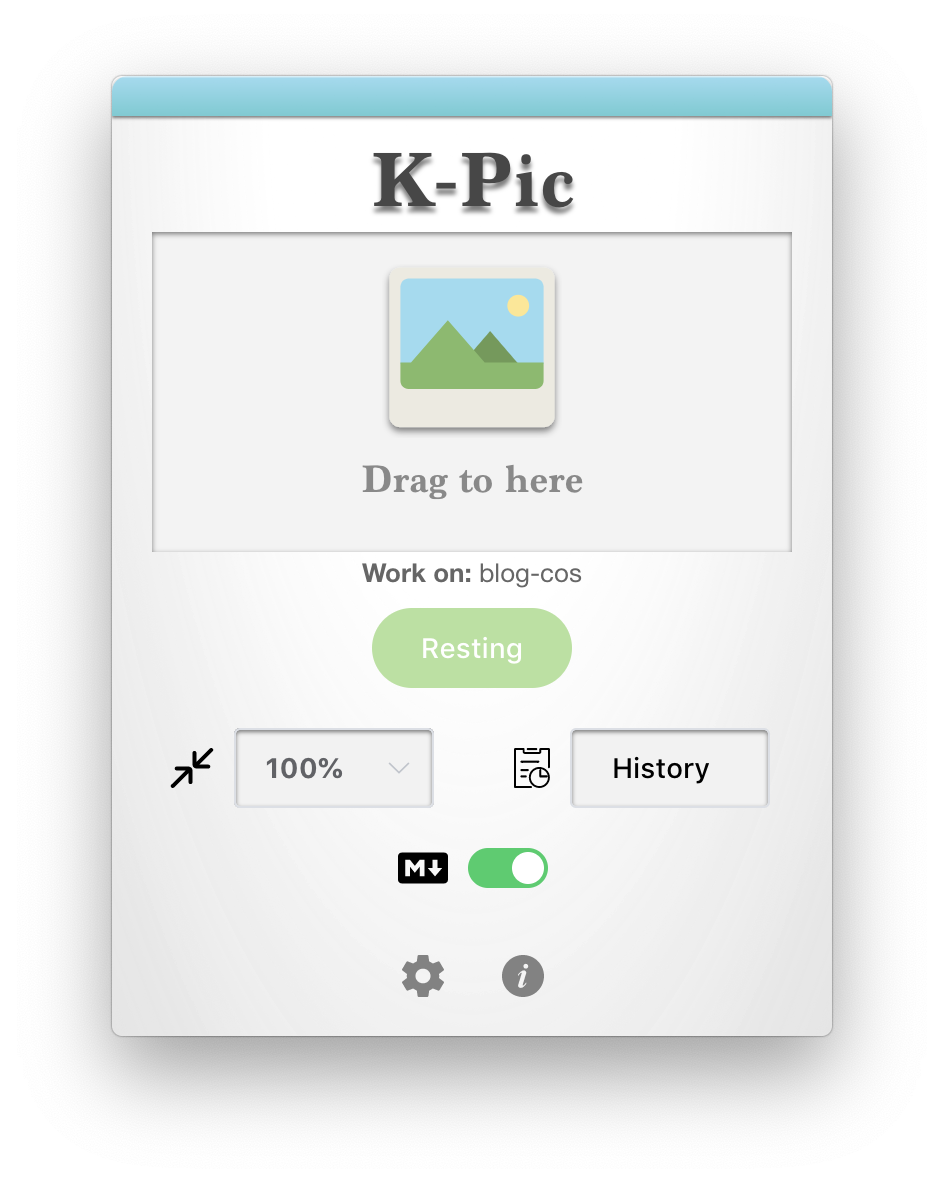 K-Pic
Drag to here
Work on: blog-cos
Resting
100%
History
M
i